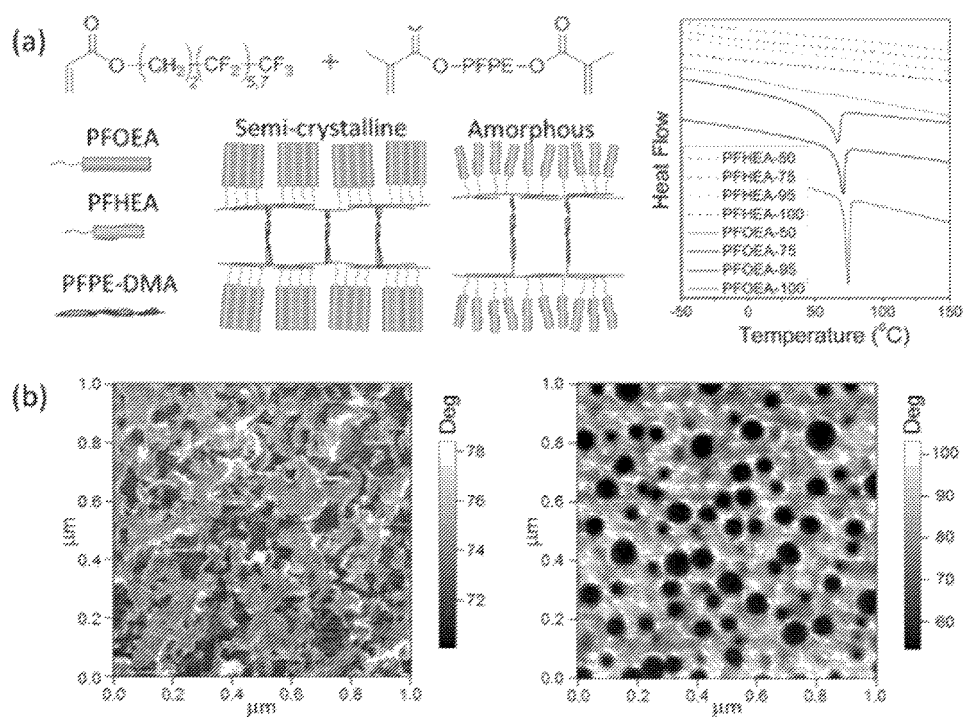 (a)
O
O
(CH₂)₂(CF₂)₅,₇CF₃
+
O
O-PFPE-O
O
PFOEA
PFHEA
PFPE-DMA
Semi-crystalline
Amorphous
Heat Flow
PFHEA-50
PFHEA-75
PFHEA-95
PFHEA-100
PFOEA-50
PFOEA-75
PFOEA-95
PFOEA-100
-50 0 50 100 150
Temperature (°C)
(b)
1.0
0.8
0.6
0.4
0.2
0.0
µm
0.0 0.2 0.4 0.6 0.8 1.0
µm
Deg
78
76
74
72
1.0
0.8
0.6
0.4
0.2
0.0
µm
0.0 0.2 0.4 0.6 0.8 1.0
µm
Deg
100
90
80
70
60